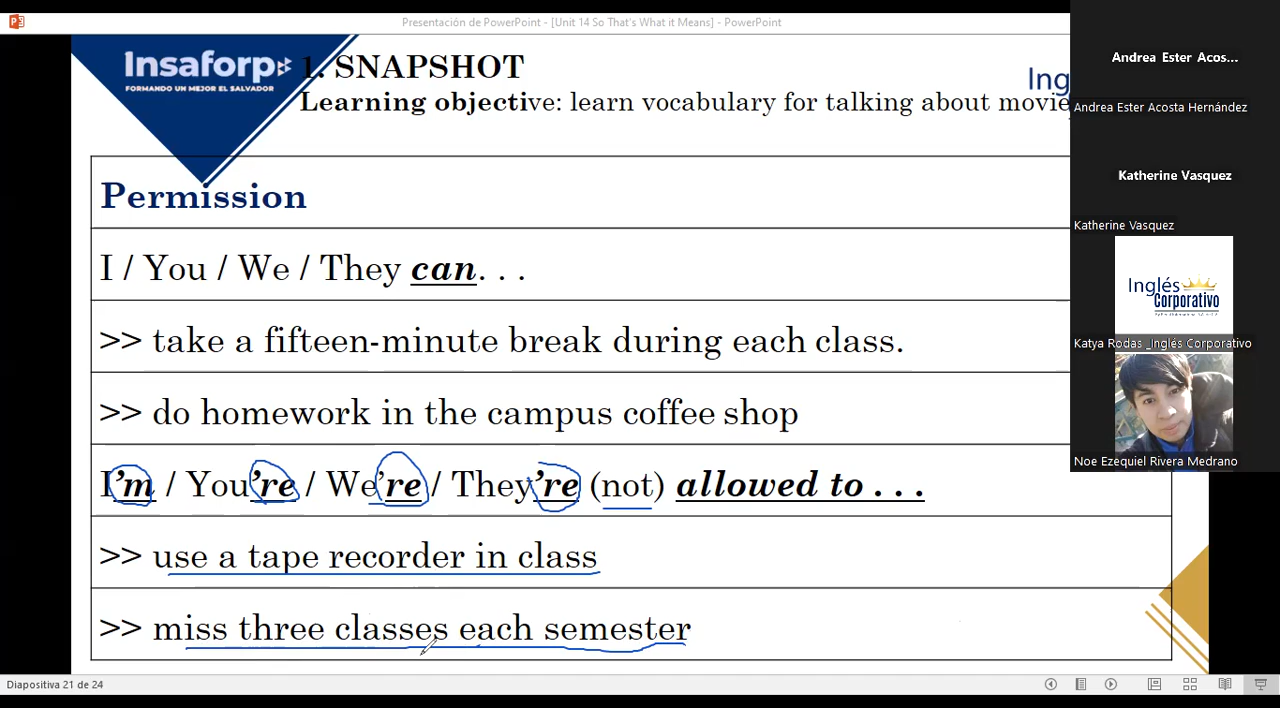 Presentación de PowerPoint - [Unit 14 So That's What it Means] - PowerPoint
Insaforp
FORMANDO UN MEJOR EL SALVADOR
1. SNAPSHOT
Ing
Learning objective: learn vocabulary for talking about movie
Permission
I / You / We / They can. . .
>> take a fifteen-minute break during each class.
>> do homework in the campus coffee shop
I'm / You're / We're / They're (not) allowed to . . .
>> use a tape recorder in class
>> miss three classes each semester
Andrea Ester Acos...
Andrea Ester Acosta Hernández
Katherine Vasquez
Katherine Vasquez
Inglés
Corporativo
Katya Rodas _Inglés Corporativo
Noe Ezequiel Rivera Medrano
Diapositiva 21 de 24